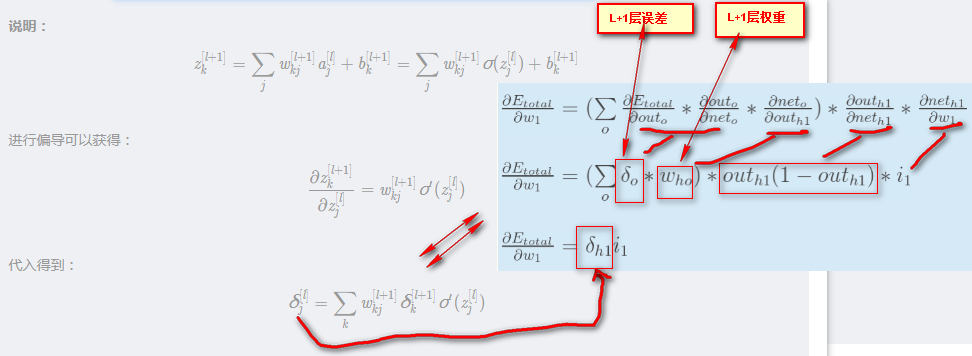 说明：
L+1层误差
L+1层权重
$z_k^{[l+1]} = \sum_j w_{kj}^{[l+1]} a_j^{[l]} + b_k^{[l+1]} = \sum_j w_{kj}^{[l+1]} \sigma(z_j^{[l]}) + b_k^{[l+1]}$
进行偏导可以获得：
$\frac{\partial z_k^{[l+1]}}{\partial z_j^{[l]}} = w_{kj}^{[l+1]} \sigma'(z_j^{[l]})$
代入得到：
$\delta_j^{[l]} = \sum_k w_{kj}^{[l+1]} \delta_k^{[l+1]} \sigma'(z_j^{[l]})$
$\frac{\partial E_{total}}{\partial w_1} = (\sum_o \frac{\partial E_{total}}{\partial out_o} * \frac{\partial out_o}{\partial net_o} * \frac{\partial net_o}{\partial out_{h1}}) * \frac{\partial out_{h1}}{\partial net_{h1}} * \frac{\partial net_{h1}}{\partial w_1}$
$\frac{\partial E_{total}}{\partial w_1} = (\sum_o \delta_o * w_{ho}) * out_{h1}(1 - out_{h1}) * i_1$
$\frac{\partial E_{total}}{\partial w_1} = \delta_{h1} i_1$